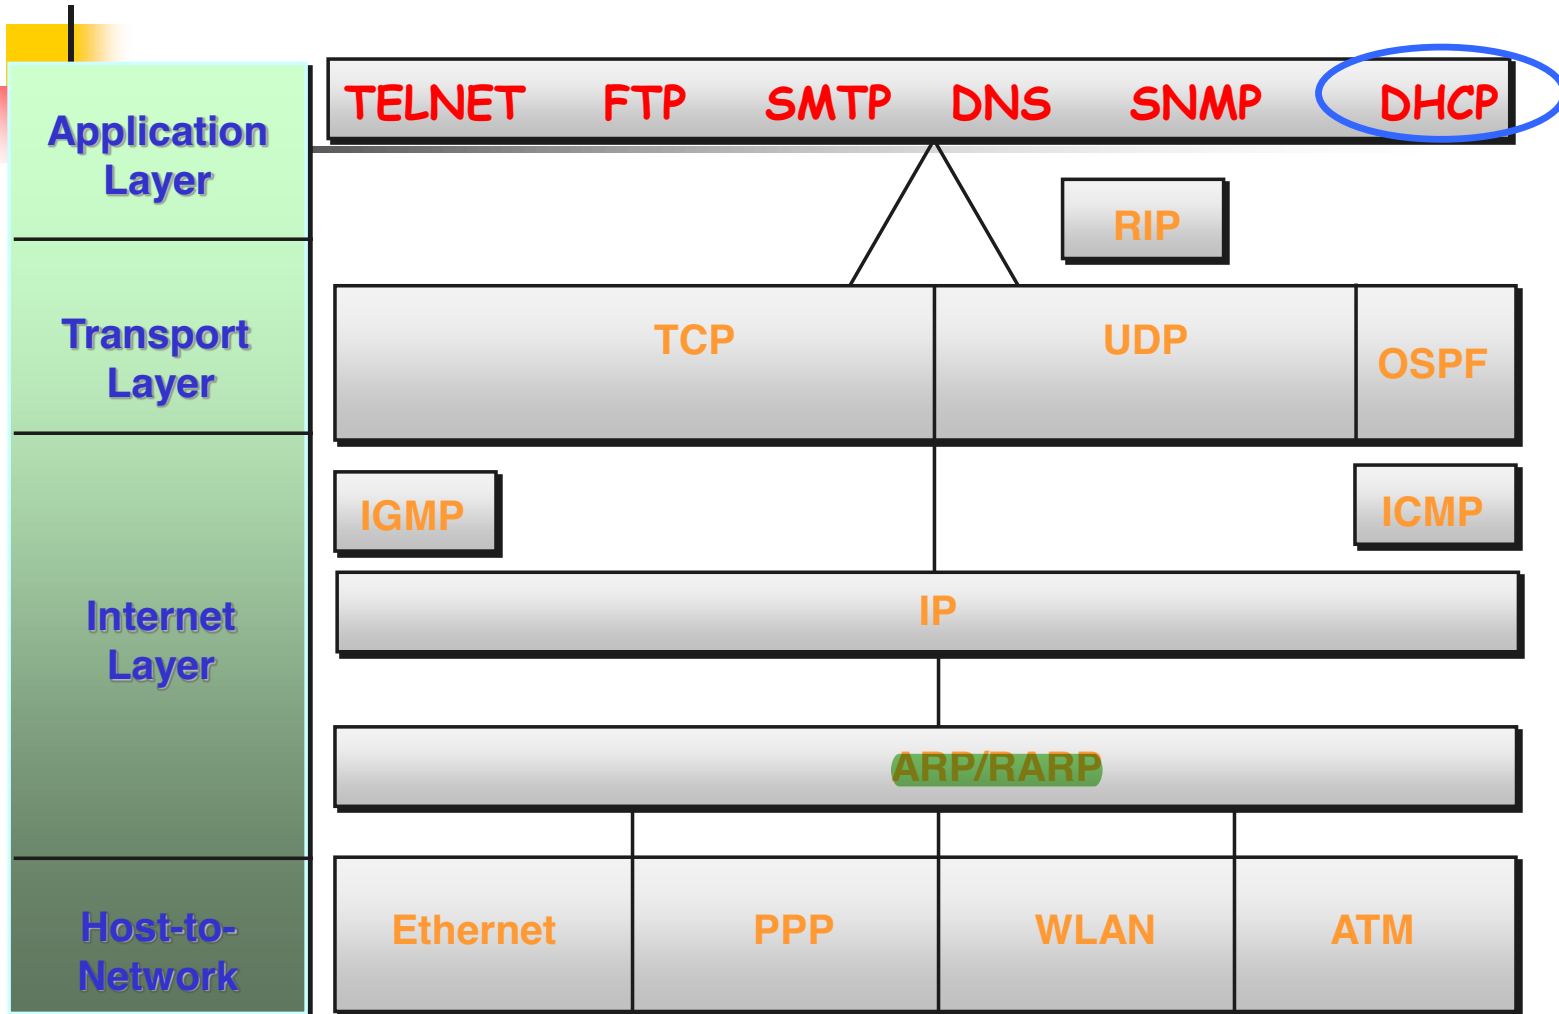 Application
Layer
TELNET FTP SMTP DNS SNMP DHCP
RIP
Transport
Layer
TCP UDP OSPF
IGMP ICMP
Internet
Layer
IP
ARP/RARP
Host-to-
Network
Ethernet PPP WLAN ATM